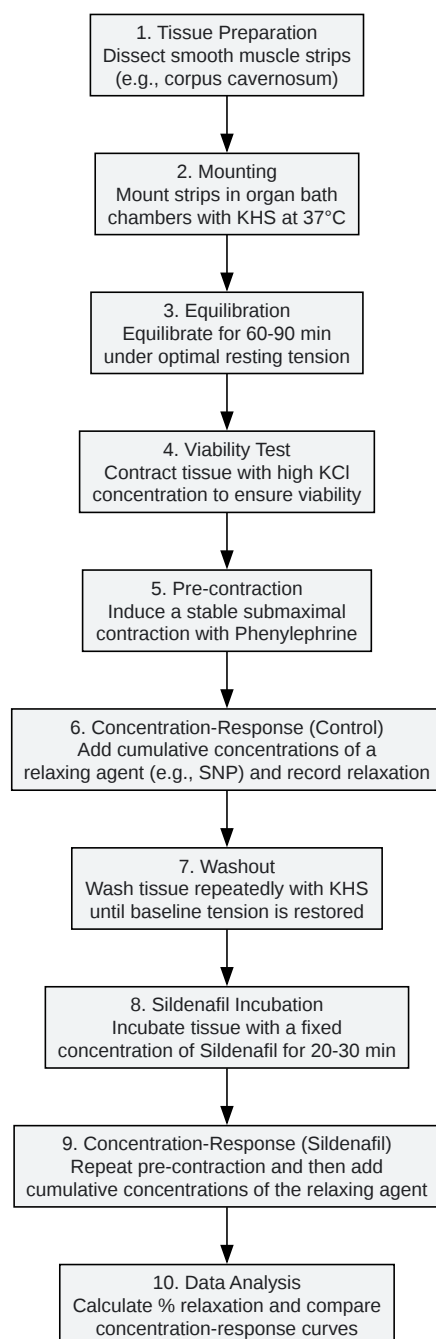 1. Tissue Preparation
Dissect smooth muscle strips
(e.g., corpus cavernosum)
2. Mounting
Mount strips in organ bath
chambers with KHS at 37°C
3. Equilibration
Equilibrate for 60-90 min
under optimal resting tension
4. Viability Test
Contract tissue with high KCl
concentration to ensure viability
5. Pre-contraction
Induce a stable submaximal
contraction with Phenylephrine
6. Concentration-Response (Control)
Add cumulative concentrations of a
relaxing agent (e.g., SNP) and record relaxation
7. Washout
Wash tissue repeatedly with KHS
until baseline tension is restored
8. Sildenafil Incubation
Incubate tissue with a fixed
concentration of Sildenafil for 20-30 min
9. Concentration-Response (Sildenafil)
Repeat pre-contraction and then add
cumulative concentrations of the relaxing agent
10. Data Analysis
Calculate % relaxation and compare
concentration-response curves